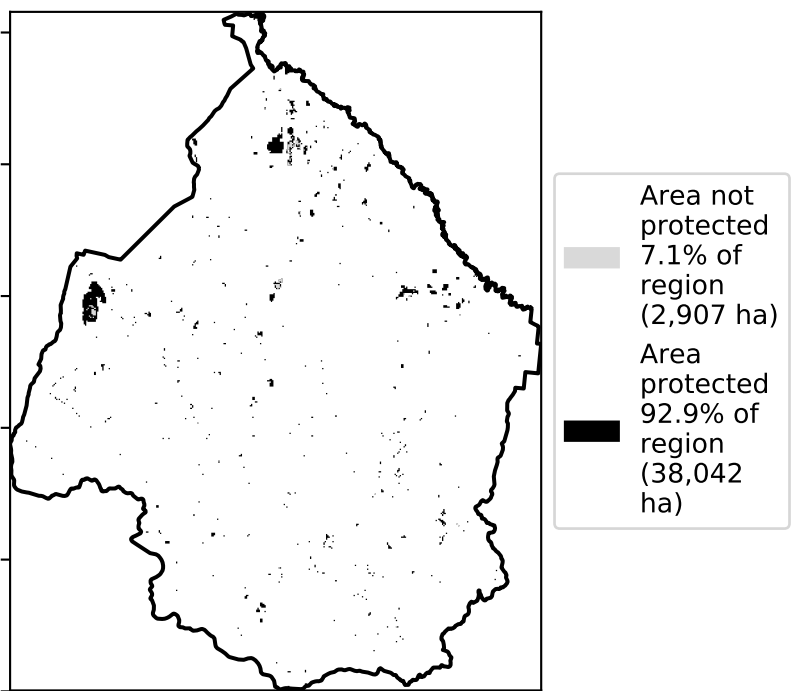 Area not
protected
7.1% of
region
(2,907 ha)
Area
protected
92.9% of
region
(38,042
ha)